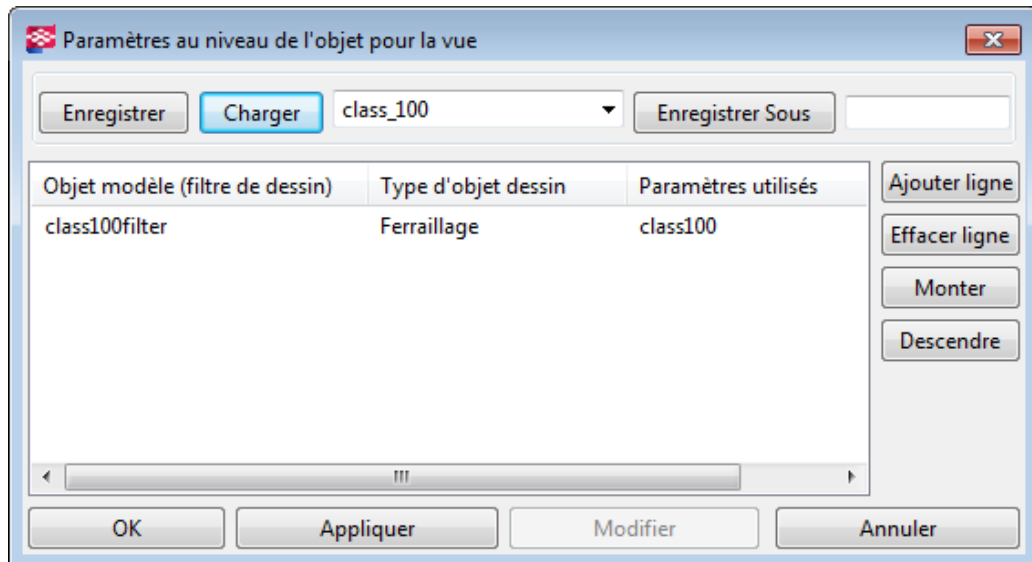 Paramètres au niveau de l'objet pour la vue
Enregistrer Charger class_100 Enregistrer Sous
Objet modèle (filtre de dessin) Type d'objet dessin Paramètres utilisés Ajouter ligne
class100filter Ferraillage class100 Effacer ligne
Monter
Descendre
OK Appliquer Modifier Annuler